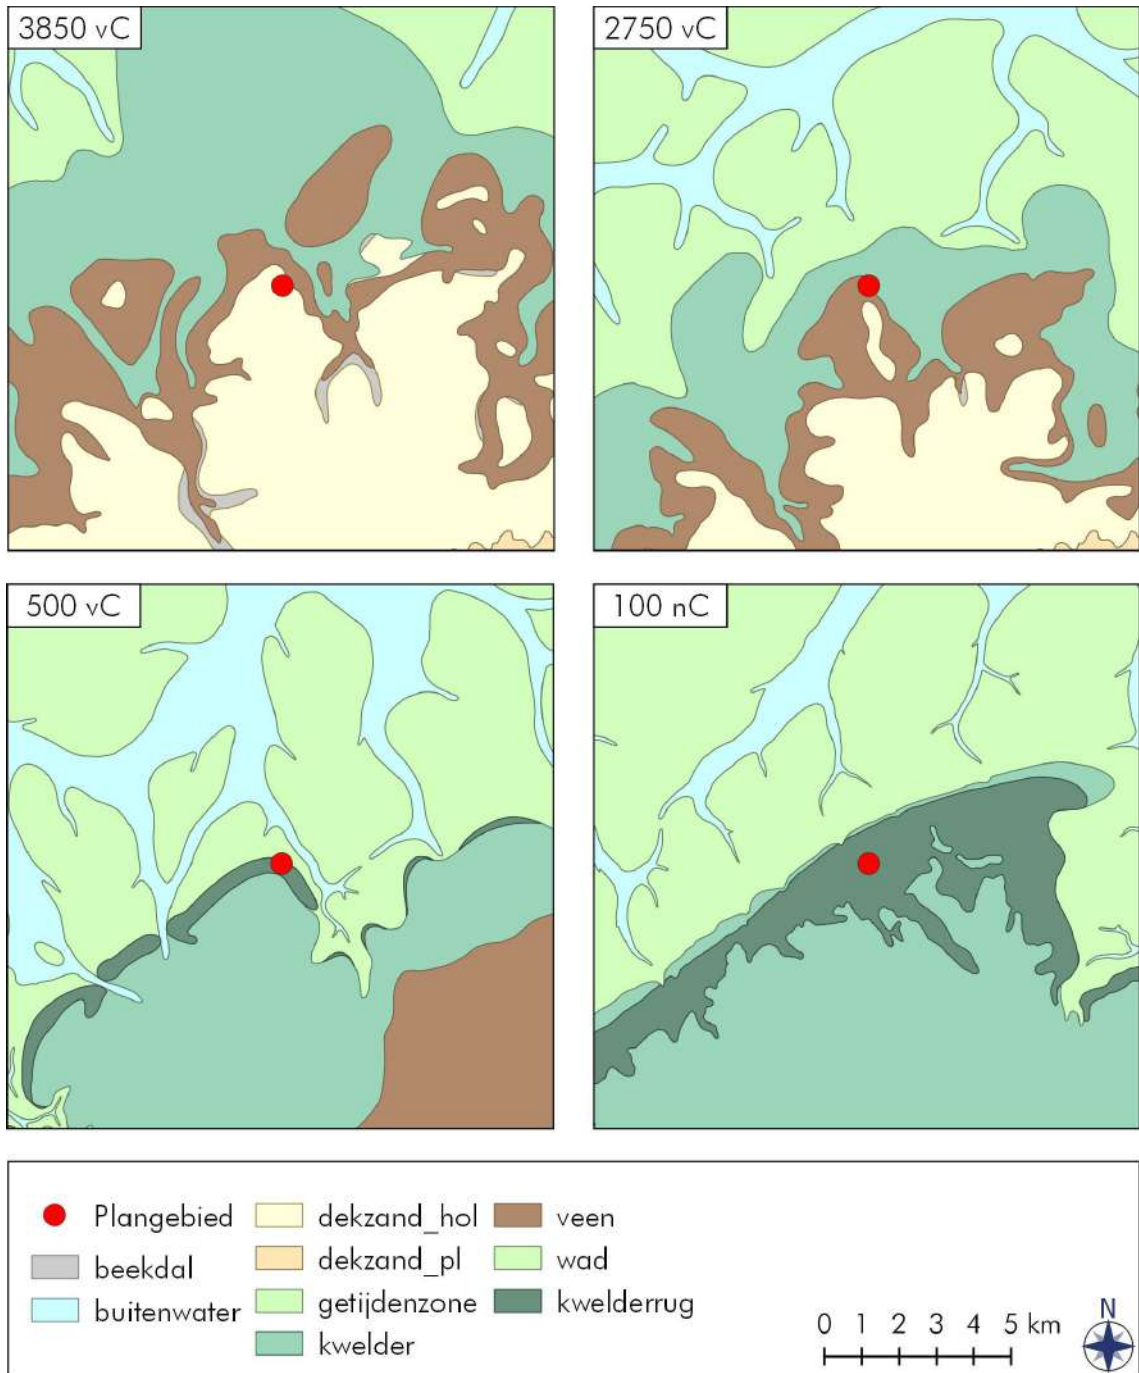 3850 vC
2750 vC
500 vC
100 nC
Plangebied
beekdal
buitenwater
dekzand_hol
dekzand_pl
getijdenzone
kwelder
veen
wad
kwelderrug
0 1 2 3 4 5 km
N